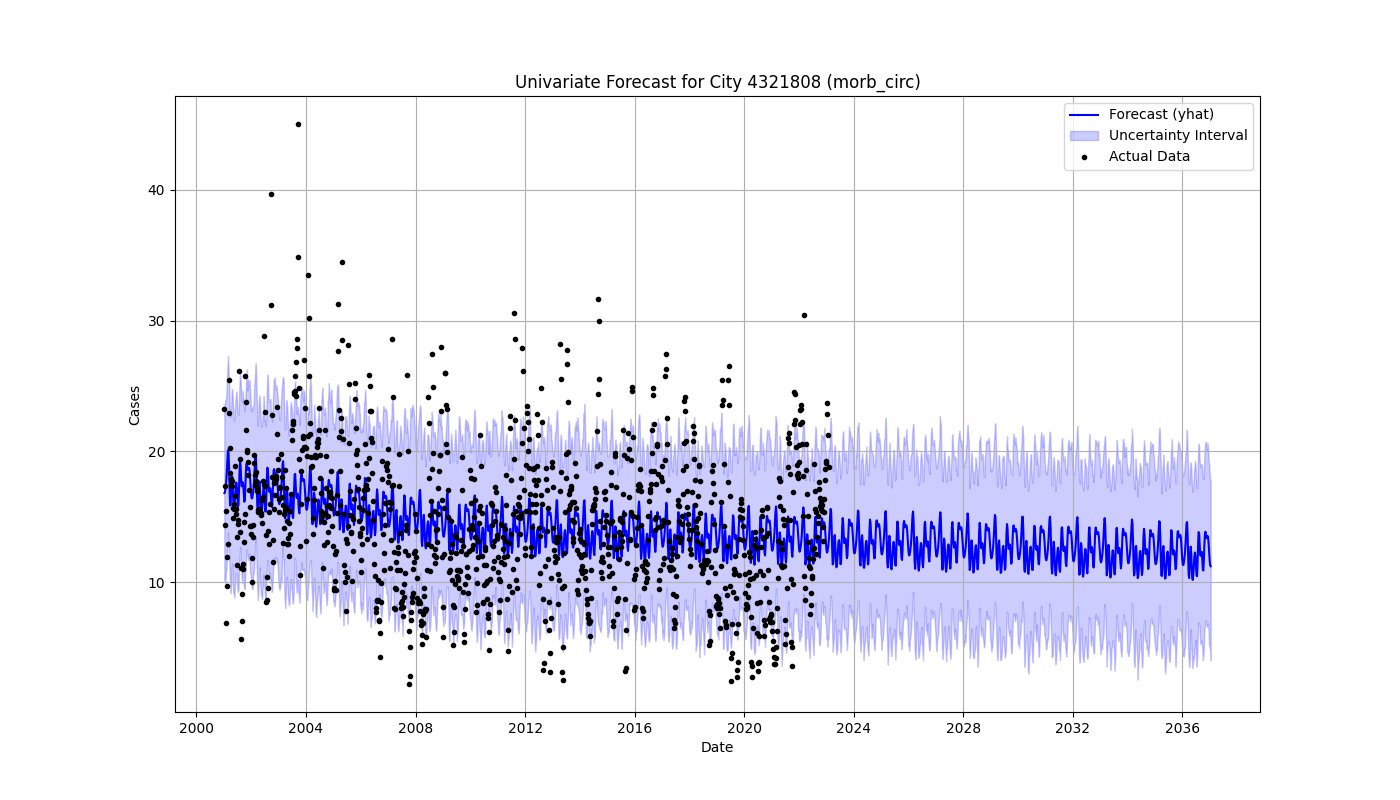 Univariate Forecast for City 4321808 (morb_circ)
Forecast (yhat)
Uncertainty Interval
Actual Data
Cases
40
30
20
10
2000 2004 2008 2012 2016 2020 2024 2028 2032 2036
Date